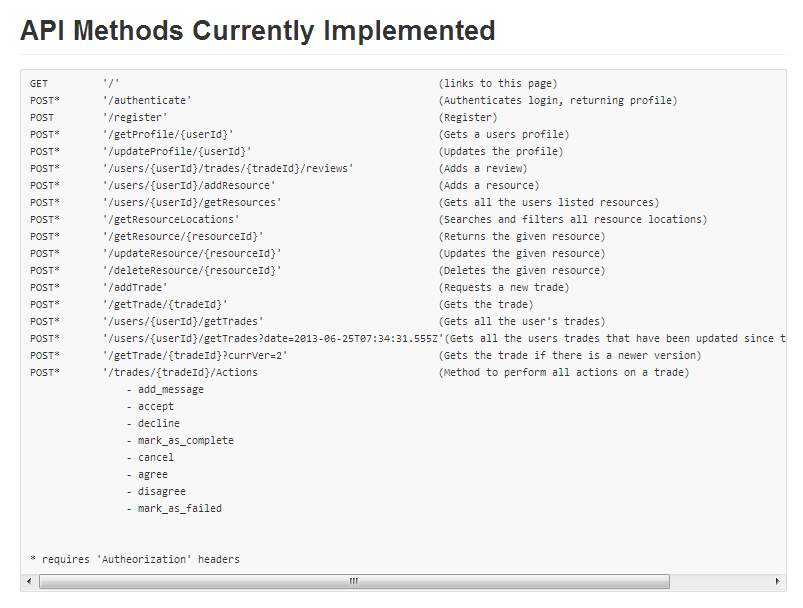 API Methods Currently Implemented
GET '/' (links to this page)
POST* '/authenticate' (Authenticates login, returning profile)
POST '/register' (Register)
POST* '/getProfile/{userId}' (Gets a users profile)
POST* '/updateProfile/{userId}' (Updates the profile)
POST* '/users/{userId}/trades/{tradeId}/reviews' (Adds a review)
POST* '/users/{userId}/addResource' (Adds a resource)
POST* '/users/{userId}/getResources' (Gets all the users listed resources)
POST* '/getResourceLocations' (Searches and filters all resource locations)
POST* '/getResource/{resourceId}' (Returns the given resource)
POST* '/updateResource/{resourceId}' (Updates the given resource)
POST* '/deleteResource/{resourceId}' (Deletes the given resource)
POST* '/addTrade' (Requests a new trade)
POST* '/getTrade/{tradeId}' (Gets the trade)
POST* '/users/{userId}/getTrades' (Gets all the user's trades)
POST* '/users/{userId}/getTrades?date=2013-06-25T07:34:31.555Z'(Gets all the users trades that have been updated since t
POST* '/getTrade/{tradeId}?currVer=2' (Gets the trade if there is a newer version)
POST* '/trades/{tradeId}/Actions (Method to perform all actions on a trade)
- add_message
- accept
- decline
- mark_as_complete
- cancel
- agree
- disagree
- mark_as_failed
* requires 'Autheorization' headers